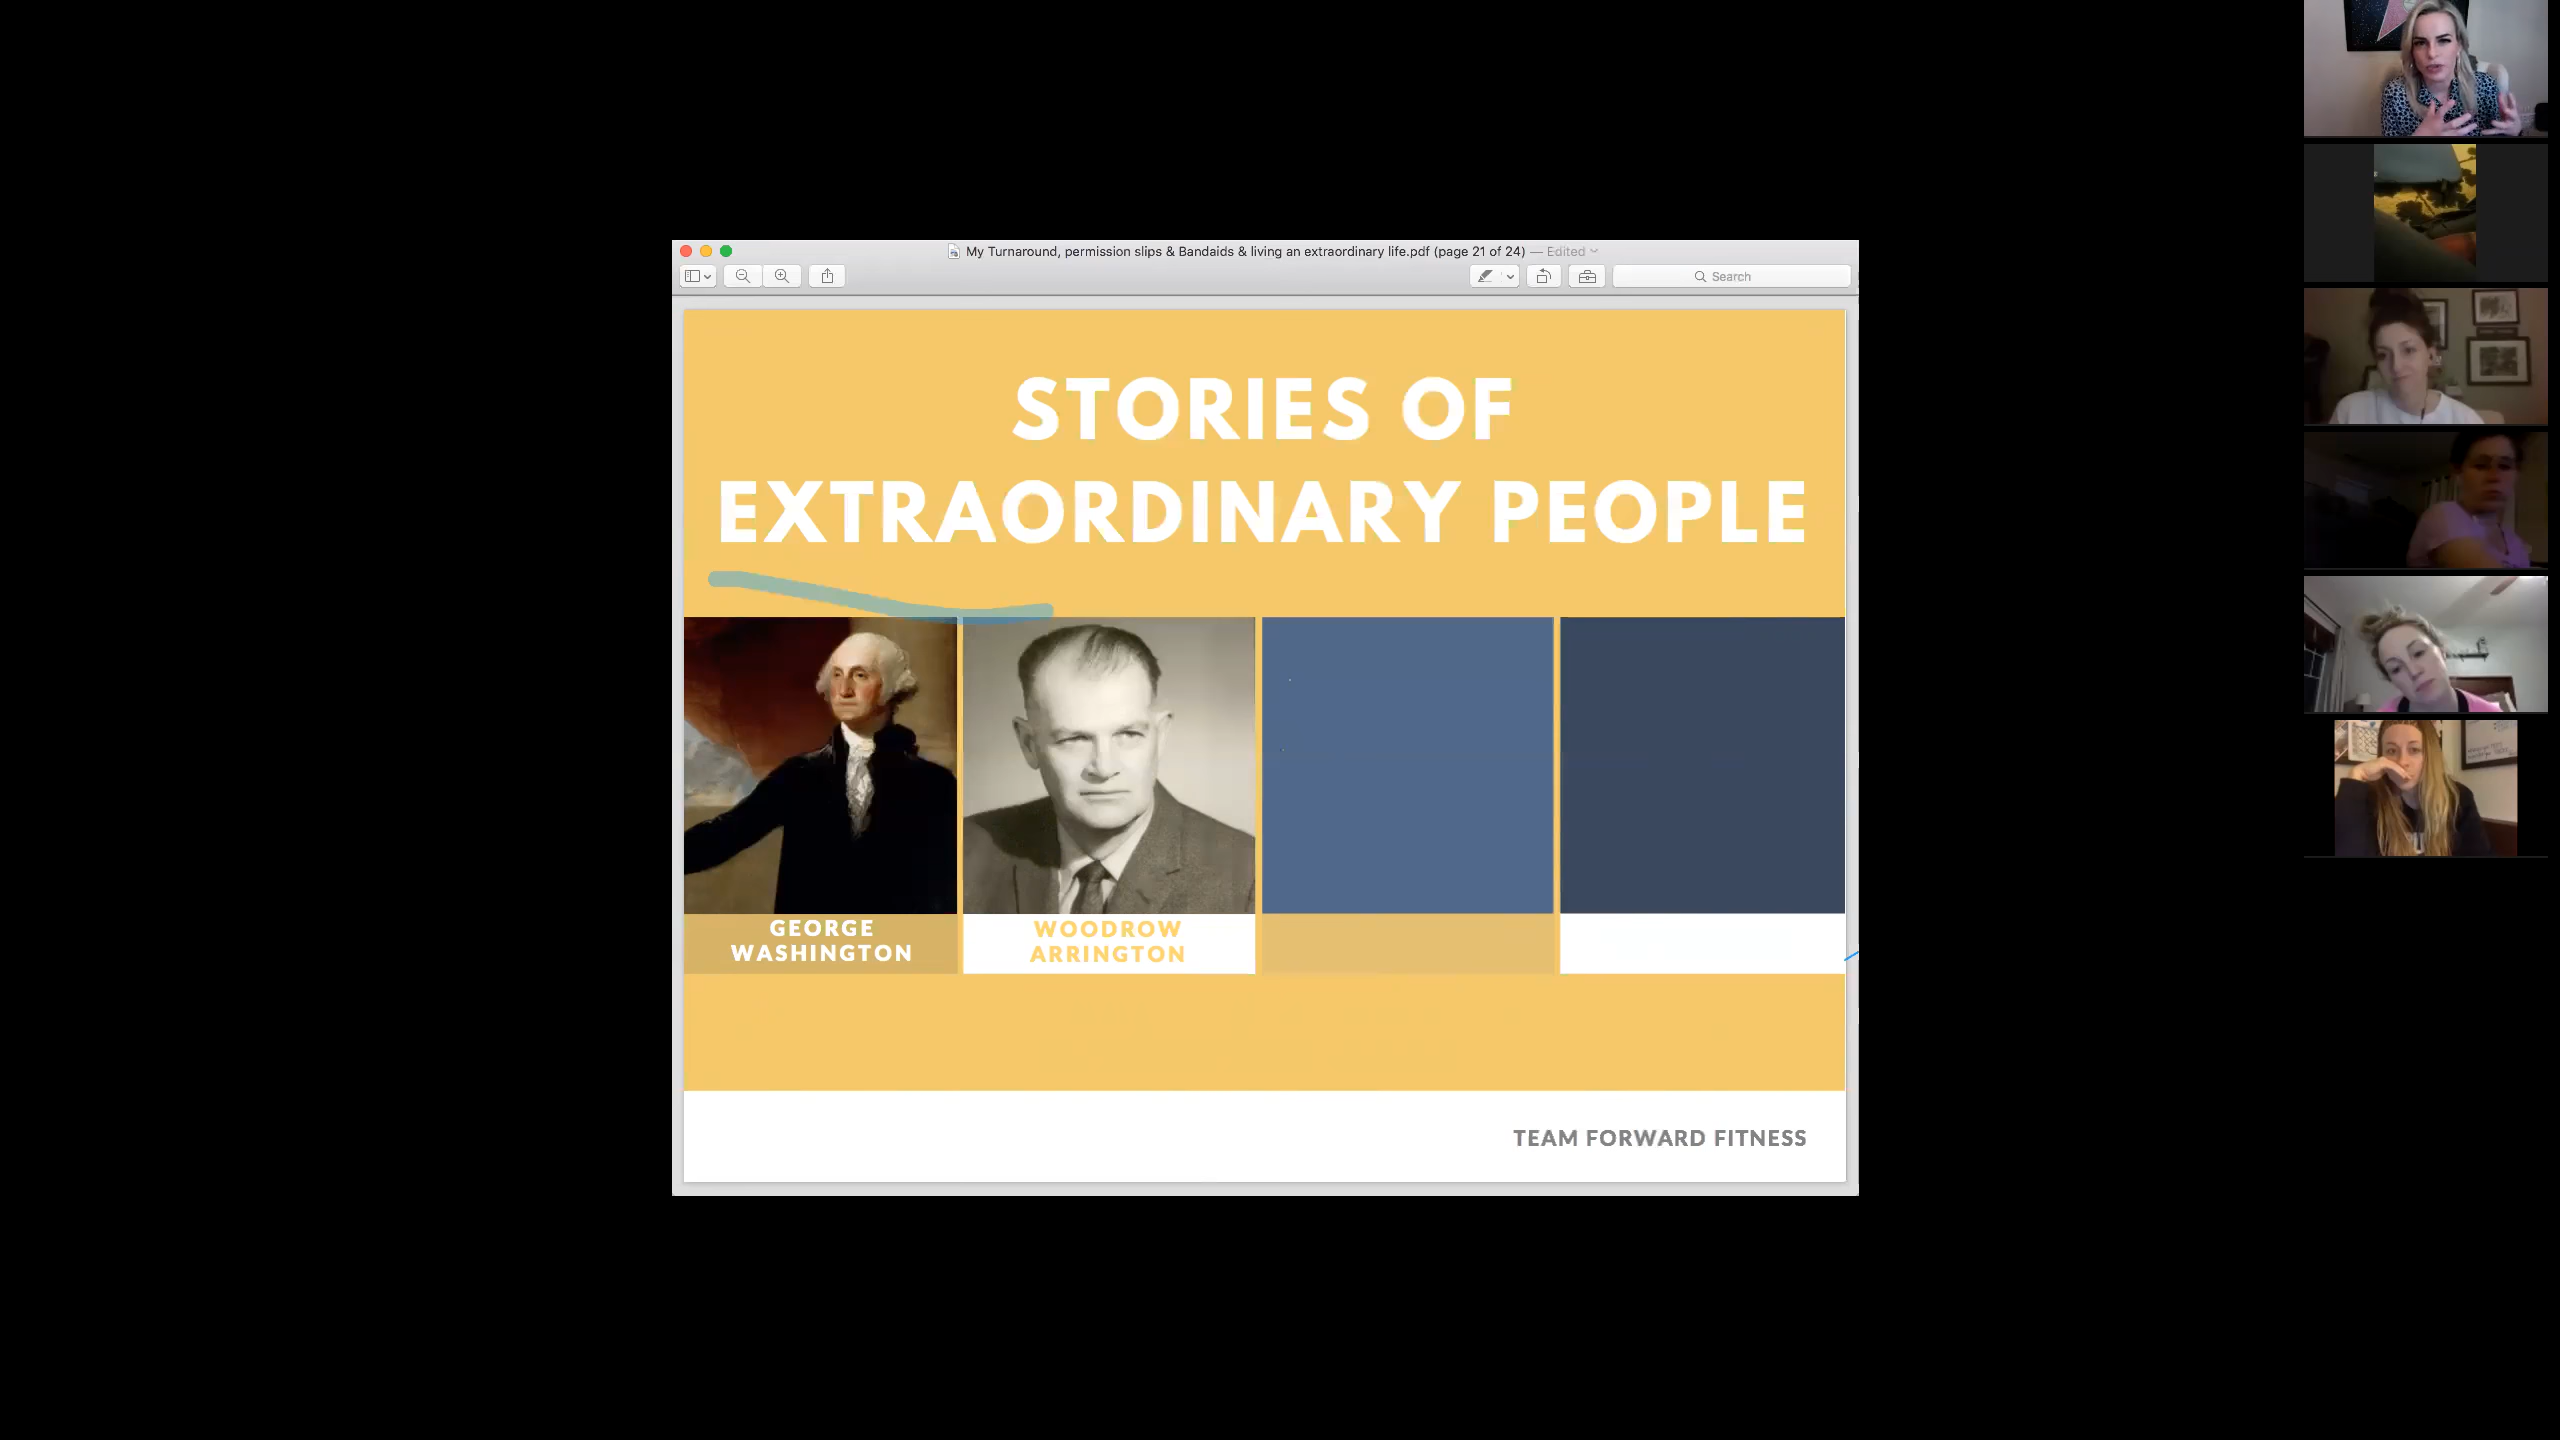 My Turnaround, permission slips & Bandaids & living an extraordinary life.pdf (page 21 of 24) — Edited
Search
STORIES OF
EXTRAORDINARY PEOPLE
GEORGE
WASHINGTON
WOODROW
ARRINGTON
TEAM FORWARD FITNESS